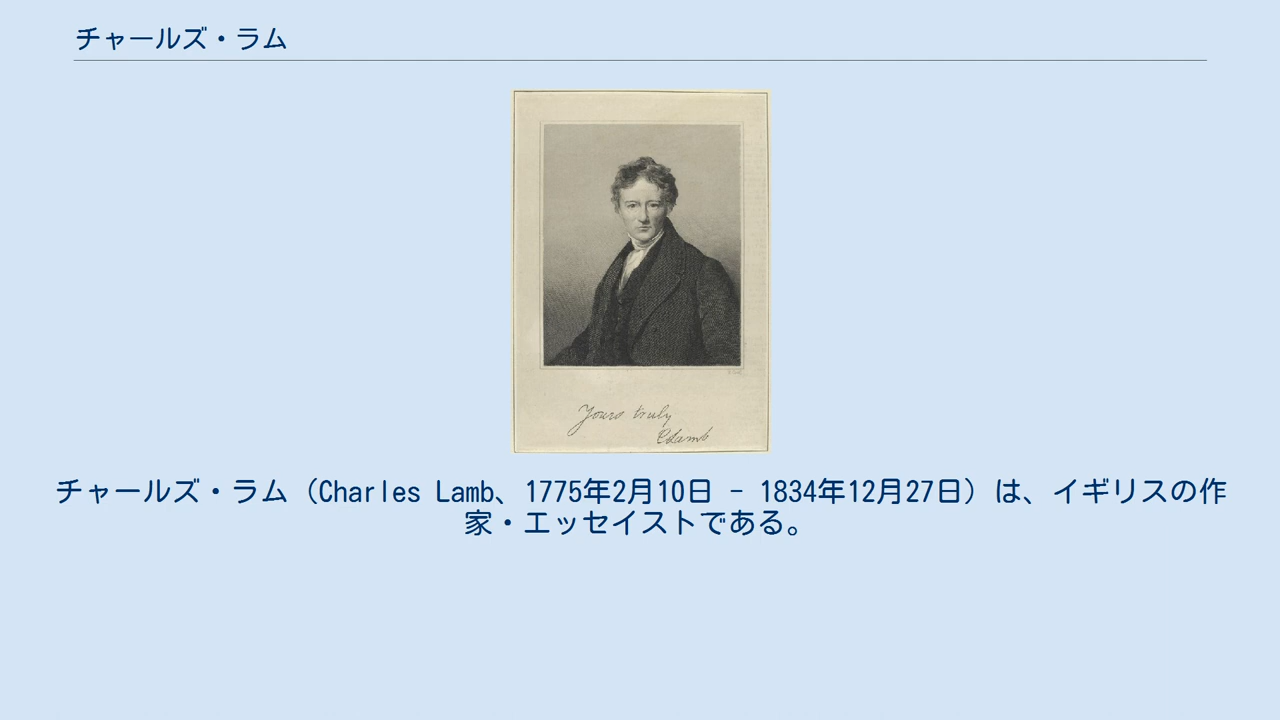 チャールズ・ラム
Yours truly
C Lamb
チャールズ・ラム（Charles Lamb、1775年2月10日 - 1834年12月27日）は、イギリスの作
家・エッセイストである。